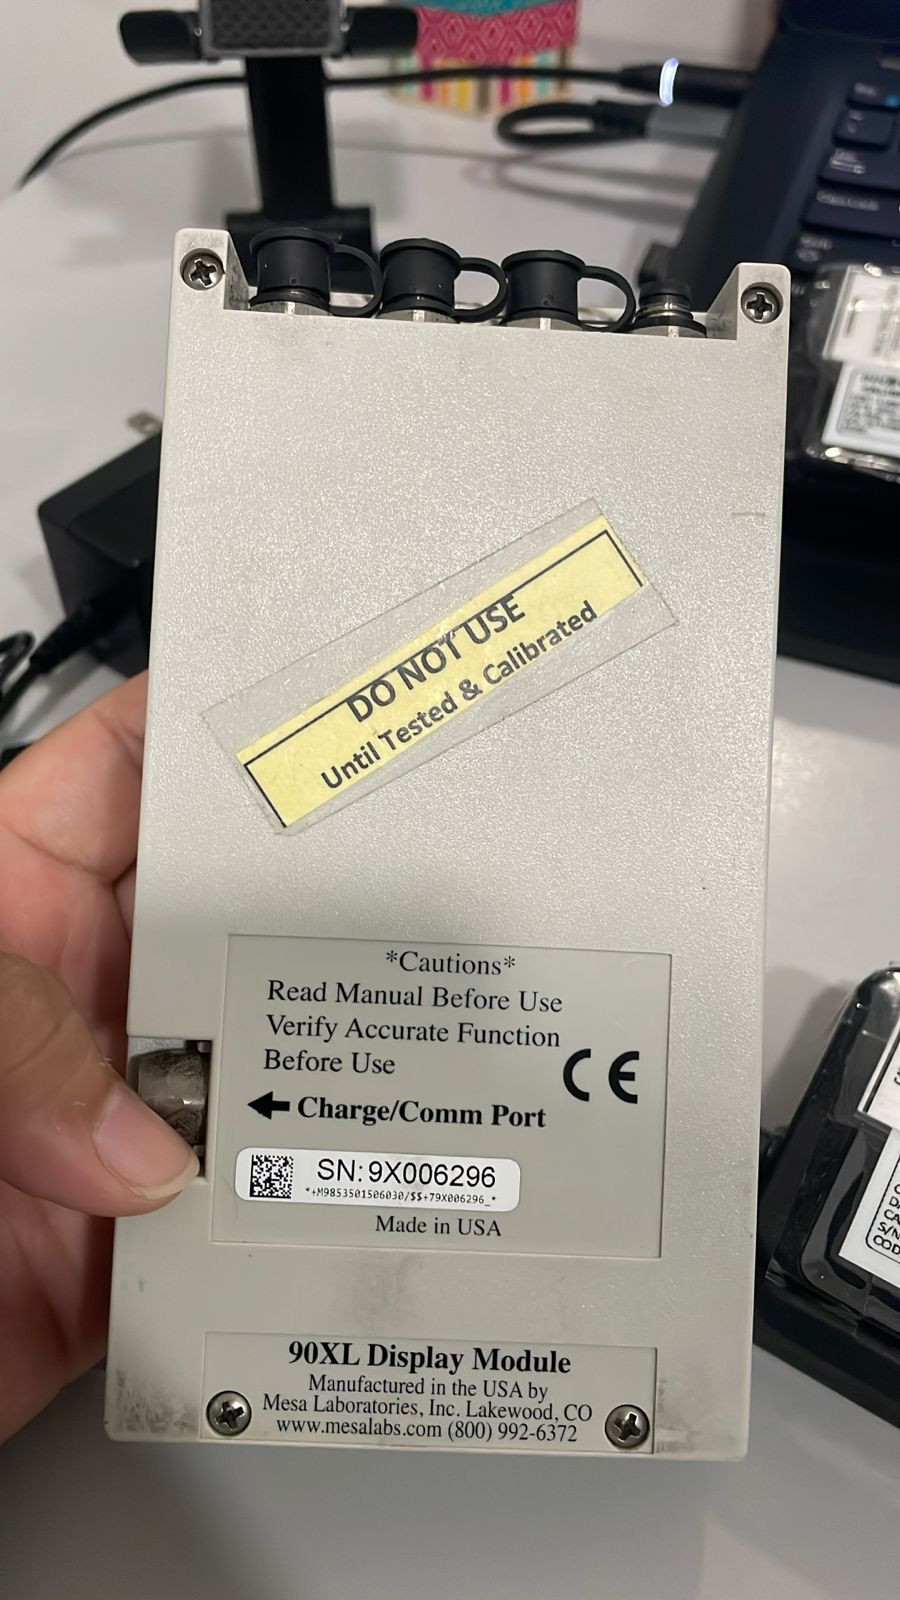 DO NOT USE
Until Tested & Calibrated
*Cautions*
Read Manual Before Use
Verify Accurate Function
Before Use
CE
Charge/Comm Port
SN: 9X006296
*+M9853501506030/$$+79X006296_*
Made in USA
90XL Display Module
Manufactured in the USA by
Mesa Laboratories, Inc. Lakewood, CO
www.mesalabs.com (800) 992-6372